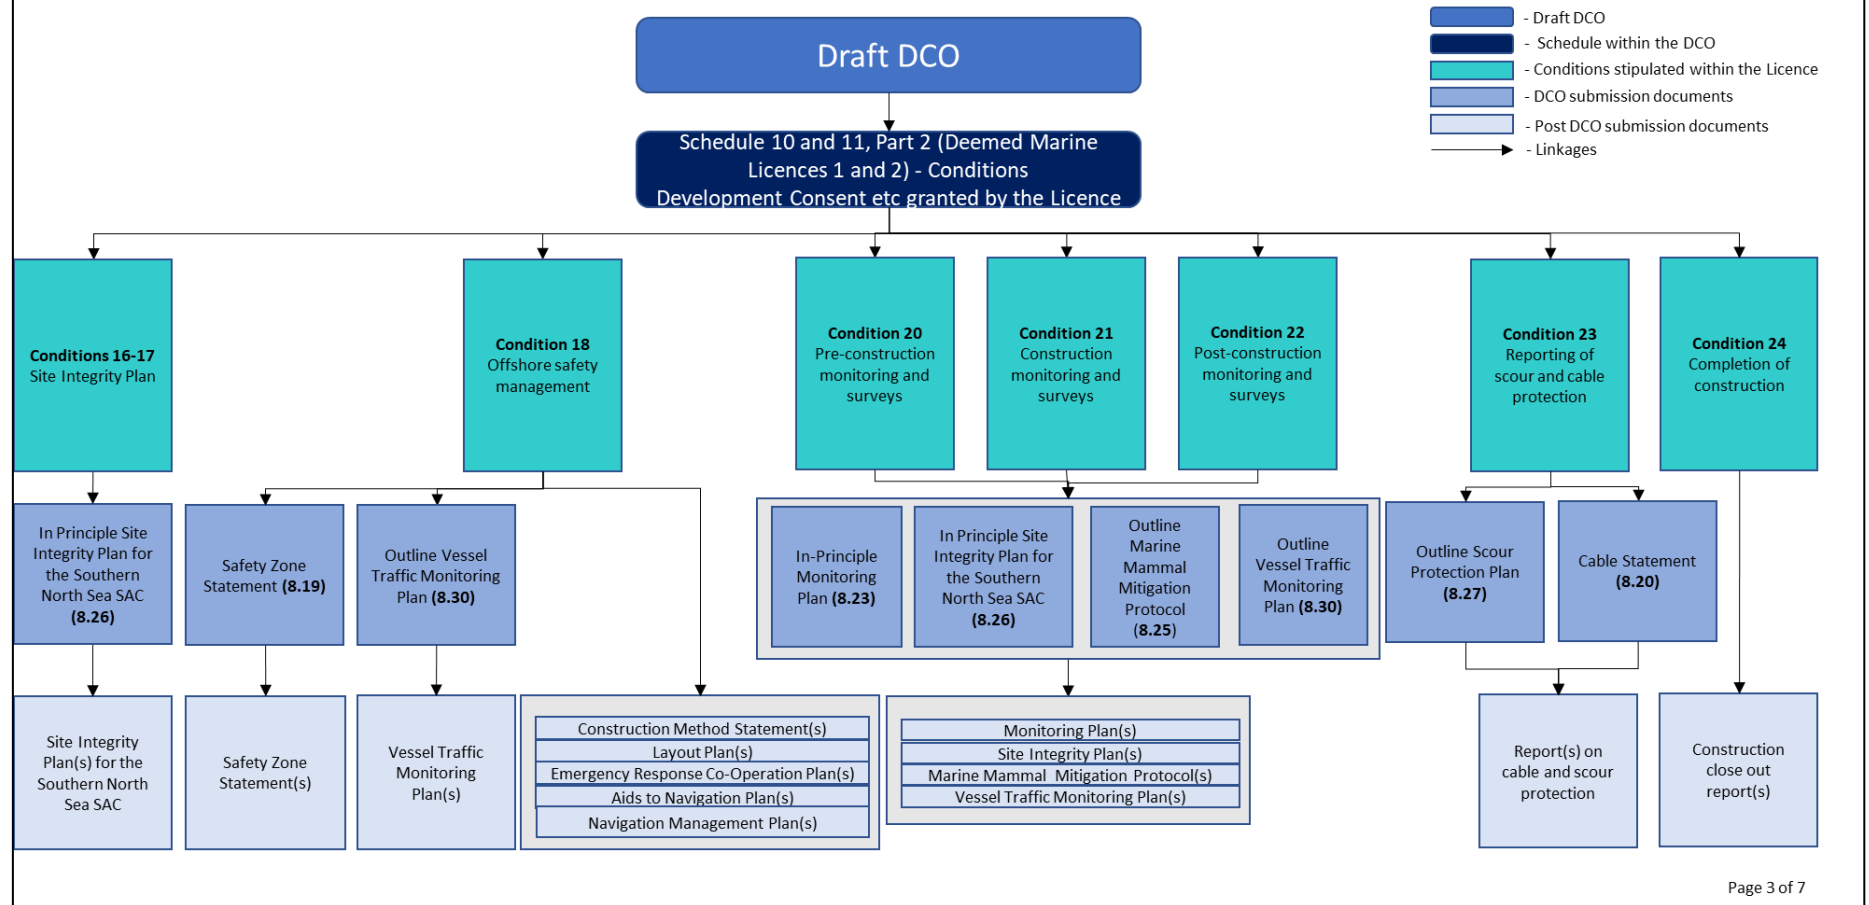 Draft DCO
- Draft DCO
- Schedule within the DCO
- Conditions stipulated within the Licence
- DCO submission documents
- Post DCO submission documents
- Linkages
Schedule 10 and 11, Part 2 (Deemed Marine
Licences 1 and 2) - Conditions
Development Consent etc granted by the Licence
Conditions 16-17
Site Integrity Plan
Condition 18
Offshore safety
management
Condition 20
Pre-construction
monitoring and
surveys
Condition 21
Construction
monitoring and
surveys
Condition 22
Post-construction
monitoring and
surveys
Condition 23
Reporting of
scour and cable
protection
Condition 24
Completion of
construction
In Principle Site
Integrity Plan for
the Southern
North Sea SAC
(8.26)
Safety Zone
Statement (8.19)
Outline Vessel
Traffic Monitoring
Plan (8.30)
In-Principle
Monitoring
Plan (8.23)
In Principle Site
Integrity Plan for
the Southern
North Sea SAC
(8.26)
Outline
Marine
Mammal
Mitigation
Protocol
(8.25)
Outline
Vessel Traffic
Monitoring
Plan (8.30)
Outline Scour
Protection Plan
(8.27)
Cable Statement
(8.20)
Site Integrity
Plan(s) for the
Southern North
Sea SAC
Safety Zone
Statement(s)
Vessel Traffic
Monitoring
Plan(s)
Construction Method Statement(s)
Layout Plan(s)
Emergency Response Co-Operation Plan(s)
Aids to Navigation Plan(s)
Navigation Management Plan(s)
Monitoring Plan(s)
Site Integrity Plan(s)
Marine Mammal Mitigation Protocol(s)
Vessel Traffic Monitoring Plan(s)
Report(s) on
cable and scour
protection
Construction
close out
report(s)
Page 3 of 7